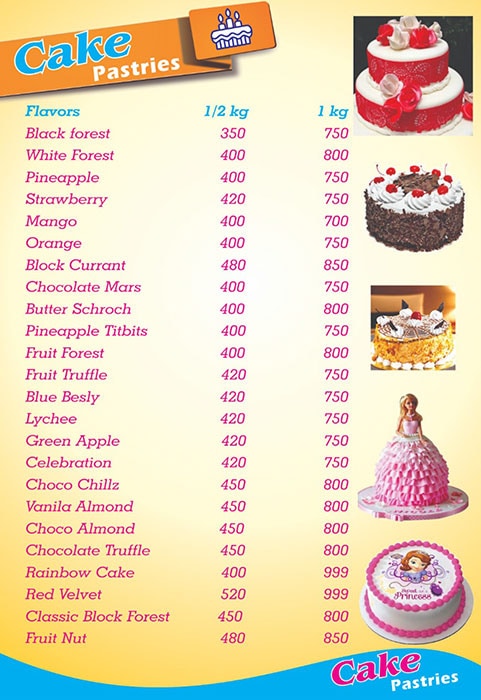 Cake
Pastries
Flavors 1/2 kg 1 kg
Black forest 350 750
White Forest 400 800
Pineapple 400 750
Strawberry 420 750
Mango 400 700
Orange 400 750
Block Currant 480 850
Chocolate Mars 400 750
Butter Schroch 400 800
Pineapple Titbits 400 750
Fruit Forest 400 800
Fruit Truffle 420 750
Blue Besly 420 750
Lychee 420 750
Green Apple 420 750
Celebration 420 750
Choco Chillz 450 800
Vanila Almond 450 800
Choco Almond 450 800
Chocolate Truffle 450 800
Rainbow Cake 400 999
Red Velvet 520 999
Classic Block Forest 450 800
Fruit Nut 480 850
Princess
Cake
Pastries